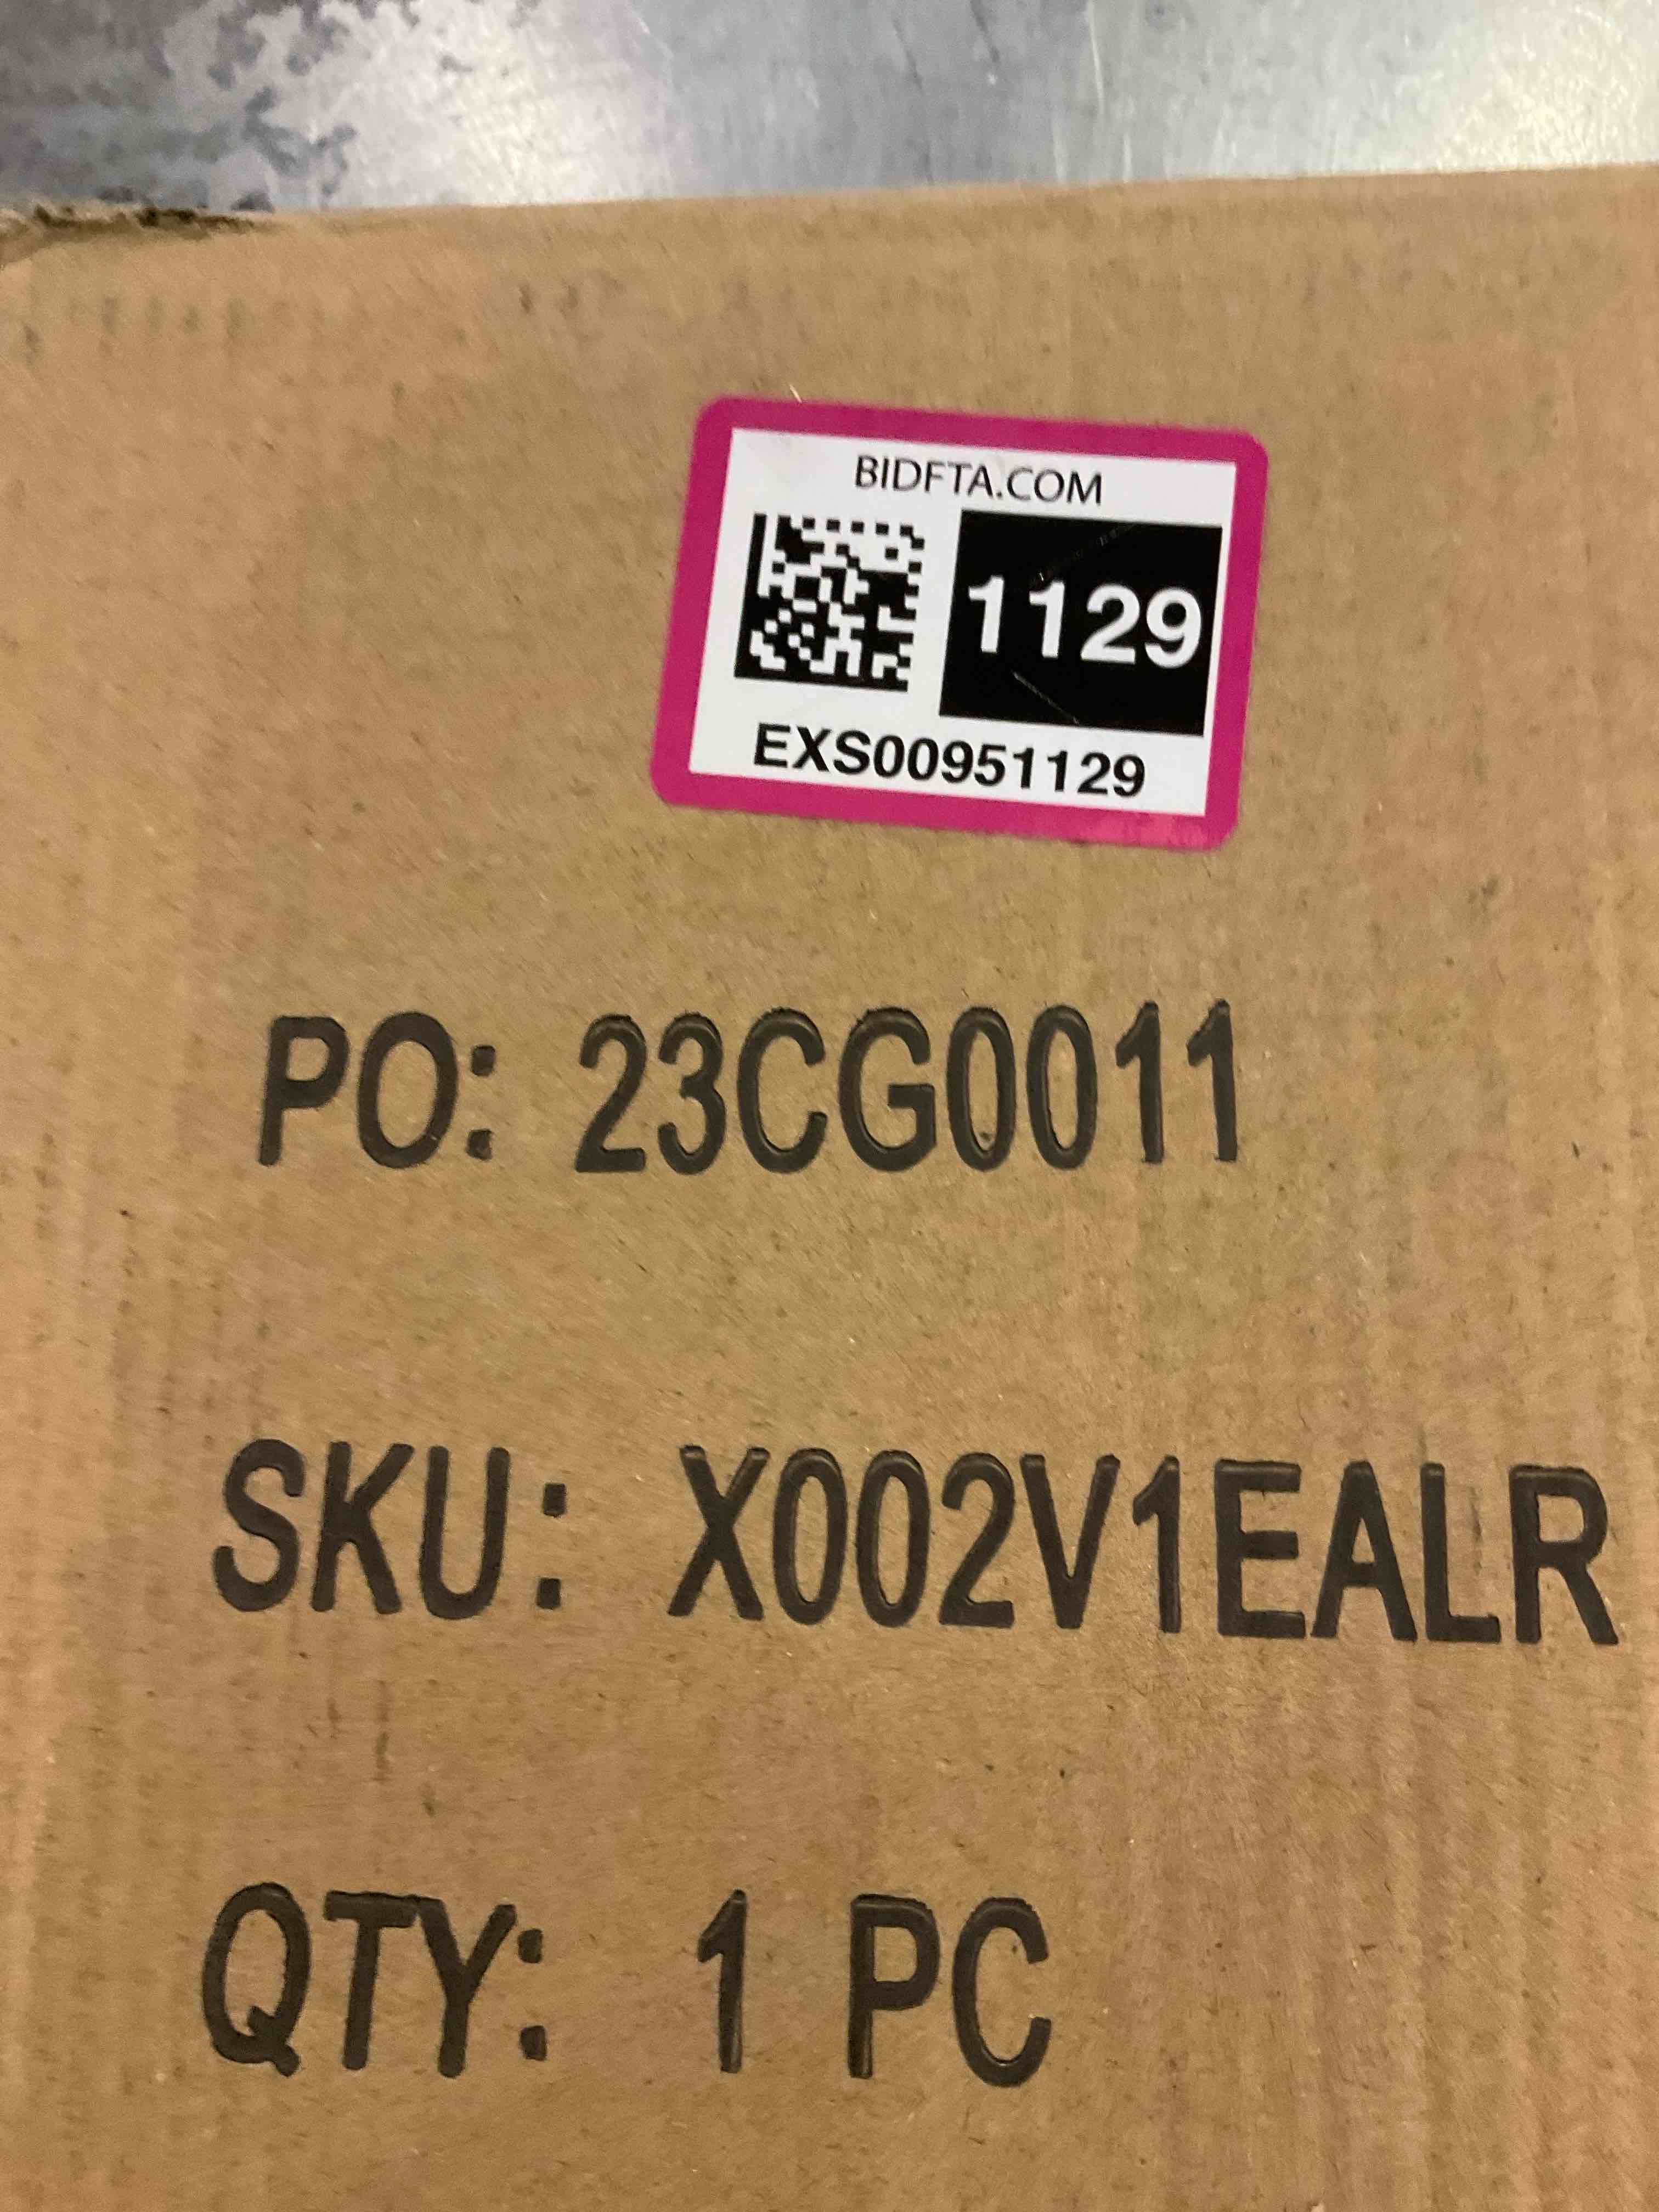 BIDFTA.COM
1129
EXS00951129
PO: 23CG0011
SKU: X002V1EALR
QTY: 1 PC